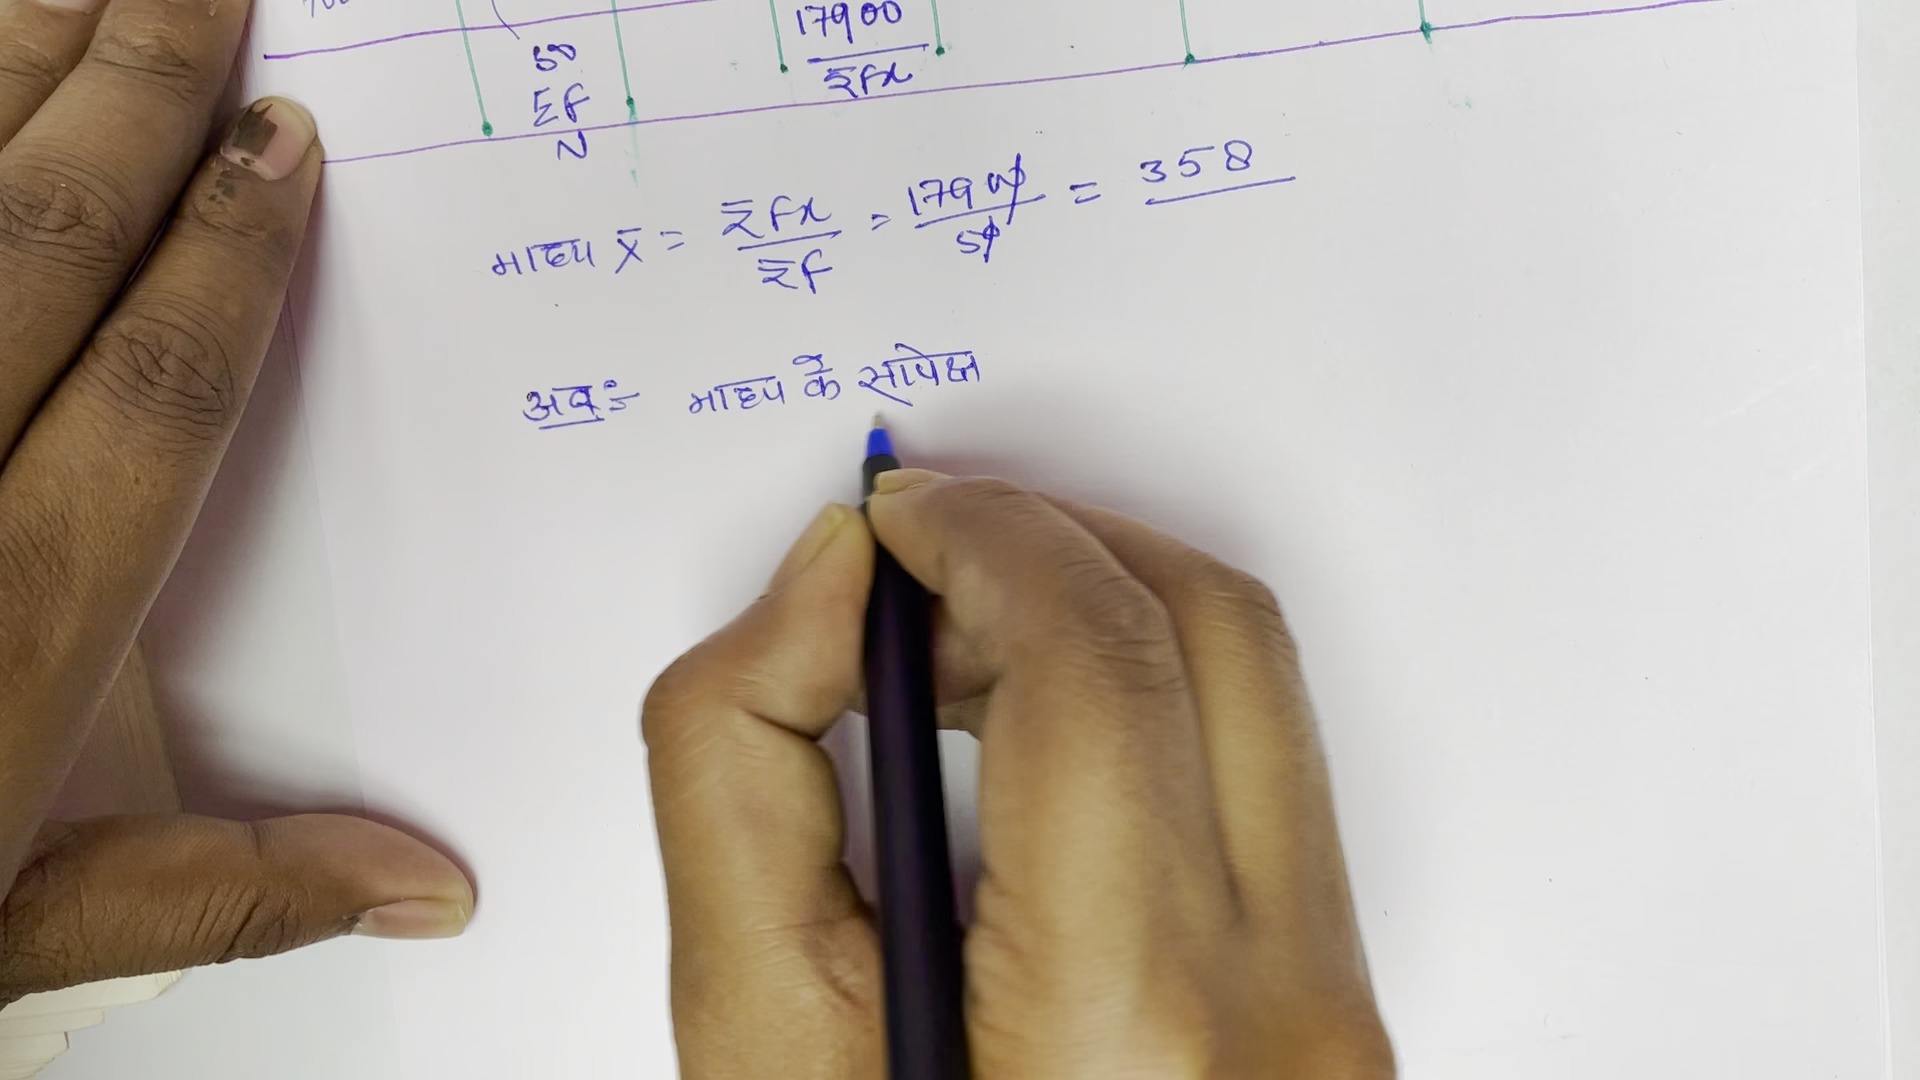 50 17900
Σf Σfx
N
माध्य x̄ = Σfx / Σf = 17900 / 50 = 358
अब:- माध्य के सापेक्ष